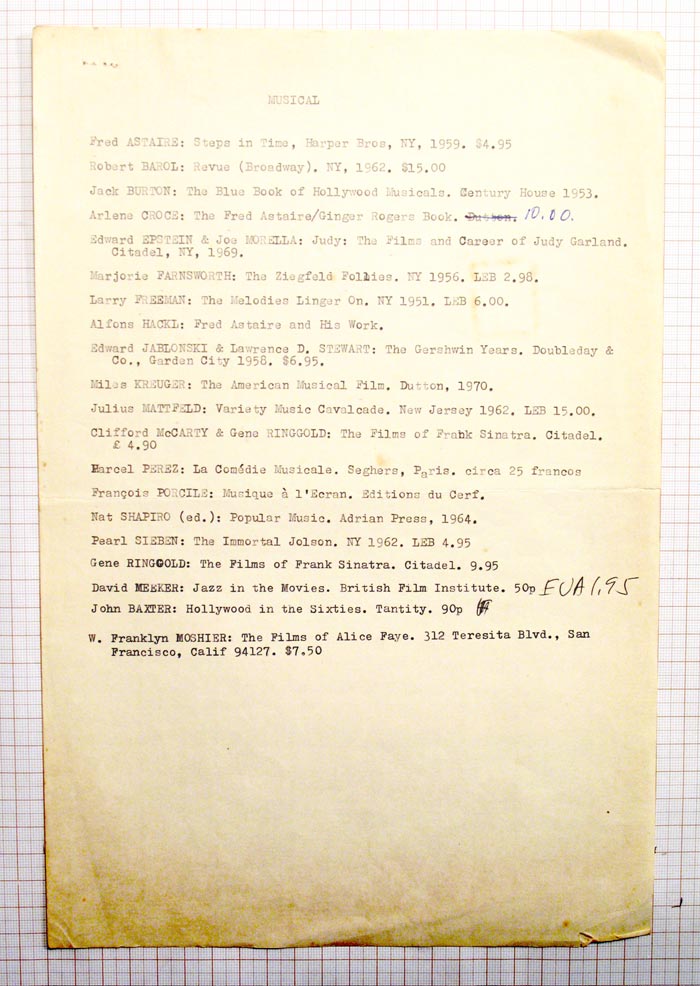 MUSICAL
Fred ASTAIRE: Steps in Time, Harper Bros, NY, 1959. $4.95
Robert BAROL: Revue (Broadway). NY, 1962. $15.00
Jack BURTON: The Blue Book of Hollywood Musicals. Century House 1953.
Arlene CROCE: The Fred Astaire/Ginger Rogers Book. Dutton. 10.00.
Edward EPSTEIN & Joe MORELLA: Judy: The Films and Career of Judy Garland.
Citadel, NY, 1969.
Marjorie FARNSWORTH: The Ziegfeld Follies. NY 1956. LEB 2.98.
Larry FREEMAN: The Melodies Linger On. NY 1951. LEB 6.00.
Alfons HACKL: Fred Astaire and His Work.
Edward JABLONSKI & Lawrence D. STEWART: The Gershwin Years. Doubleday &
Co., Garden City 1958. $6.95.
Miles KREUGER: The American Musical Film. Dutton, 1970.
Julius MATTFELD: Variety Music Cavalcade. New Jersey 1962. LEB 15.00.
Clifford McCARTY & Gene RINGGOLD: The Films of Frank Sinatra. Citadel.
£ 4.90
Marcel PEREZ: La Comédie Musicale. Seghers, Paris. circa 25 francos
François PORCILE: Musique à l'Ecran. Editions du Cerf.
Nat SHAPIRO (ed.): Popular Music. Adrian Press, 1964.
Pearl SIEBEN: The Immortal Jolson. NY 1962. LEB 4.95
Gene RINGGOLD: The Films of Frank Sinatra. Citadel. 9.95
David MEEKER: Jazz in the Movies. British Film Institute. 50p EUA 1,95
John BAXTER: Hollywood in the Sixties. Tantity. 90p
W. Franklyn MOSHIER: The Films of Alice Faye. 312 Teresita Blvd., San
Francisco, Calif 94127. $7.50